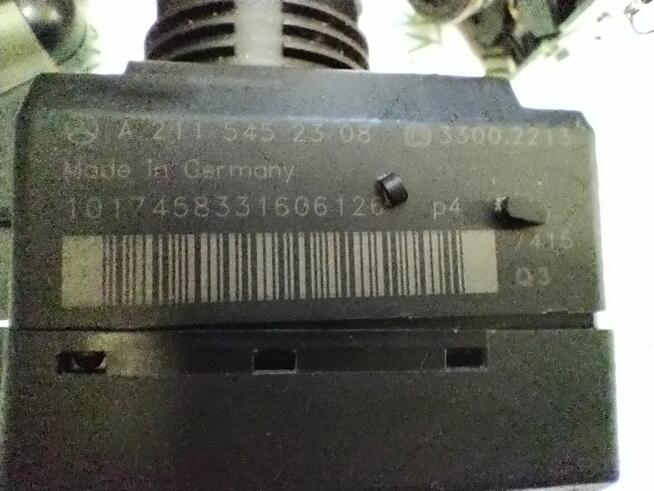 A 211 545 23 08 3300.2213
Made in Germany
1017458331606126 p4
7415
Q3